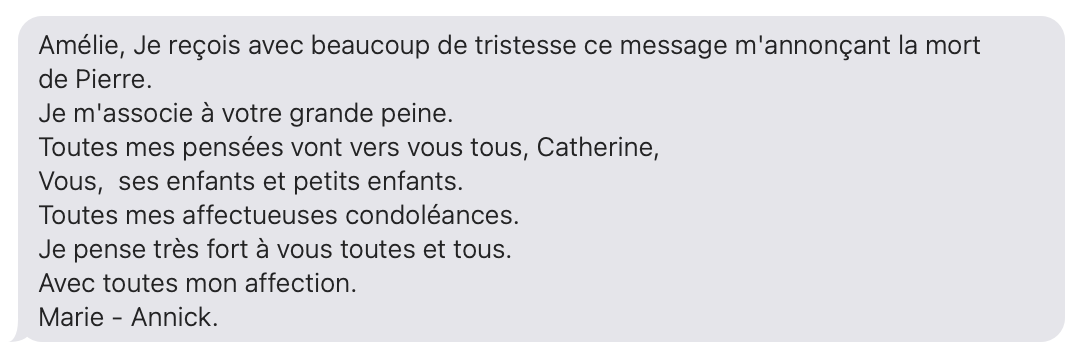 Amélie, Je reçois avec beaucoup de tristesse ce message m'annonçant la mort
de Pierre.
Je m'associe à votre grande peine.
Toutes mes pensées vont vers vous tous, Catherine,
Vous,  ses enfants et petits enfants.
Toutes mes affectueuses condoléances.
Je pense très fort à vous toutes et tous.
Avec toutes mon affection.
Marie - Annick.